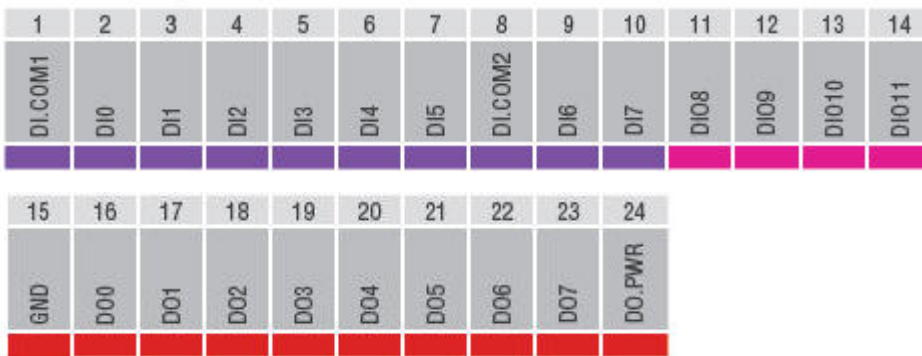 1 2 3 4 5 6 7 8 9 10 11 12 13 14
DI.COM1 DI0 DI1 DI2 DI3 DI4 DI5 DI.COM2 DI6 DI7 DIO8 DIO9 DIO10 DIO11
15 16 17 18 19 20 21 22 23 24
GND DO0 DO1 DO2 DO3 DO4 DO5 DO6 DO7 DO.PWR